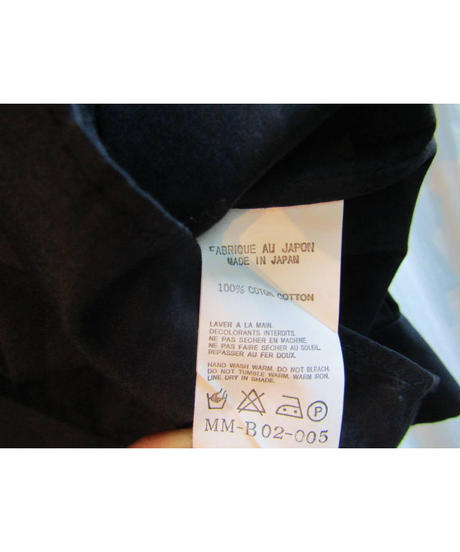 FABRIQUE AU JAPON
MADE IN JAPAN
100% COTON COTTON
LAVER A LA MAIN.
DECOLORANTS INTERDITS.
NE PAS SECHER EN MACHINE.
NE PAS FAIRE SÉCHER AU SOLEIL.
REPASSER AU FER DOUX.
HAND WASH WARM. DO NOT BLEACH.
DO NOT TUMBLE WARM. WARM IRON.
LINE DRY IN SHADE.
P
MM-B02-005